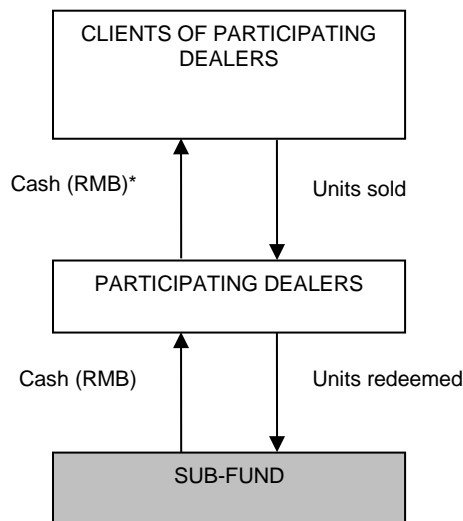 CLIENTS OF PARTICIPATING
DEALERS
Cash (RMB)*
Units sold
PARTICIPATING DEALERS
Cash (RMB)
Units redeemed
SUB-FUND